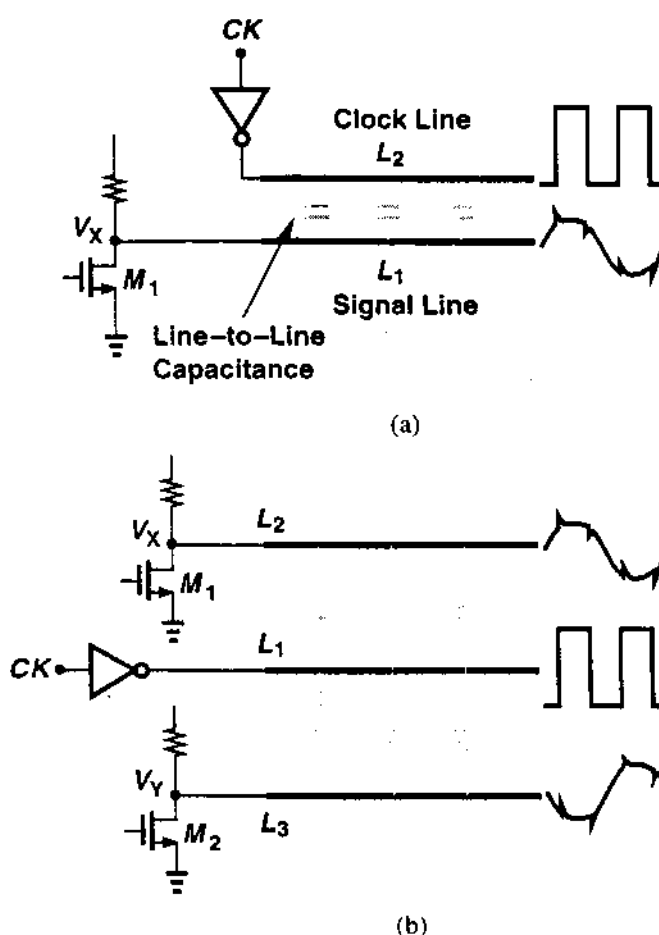 CK
Clock Line
L2
VX
M1
L1
Signal Line
Line-to-Line
Capacitance
(a)
VX
L2
M1
CK
L1
VY
M2
L3
(b)